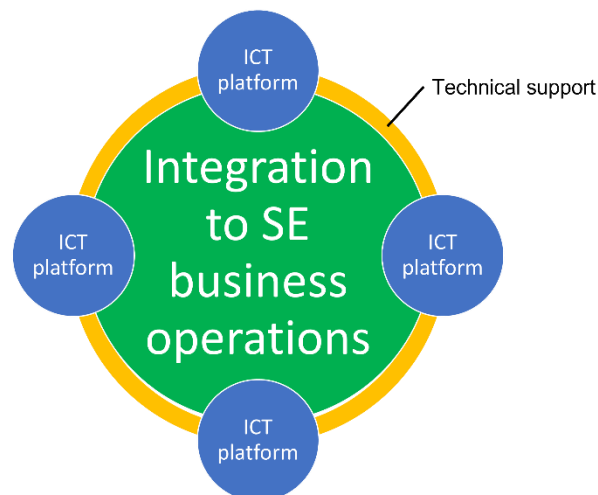 ICT
platform
Technical support
Integration
to SE
business
operations
ICT
platform
ICT
platform
ICT
platform